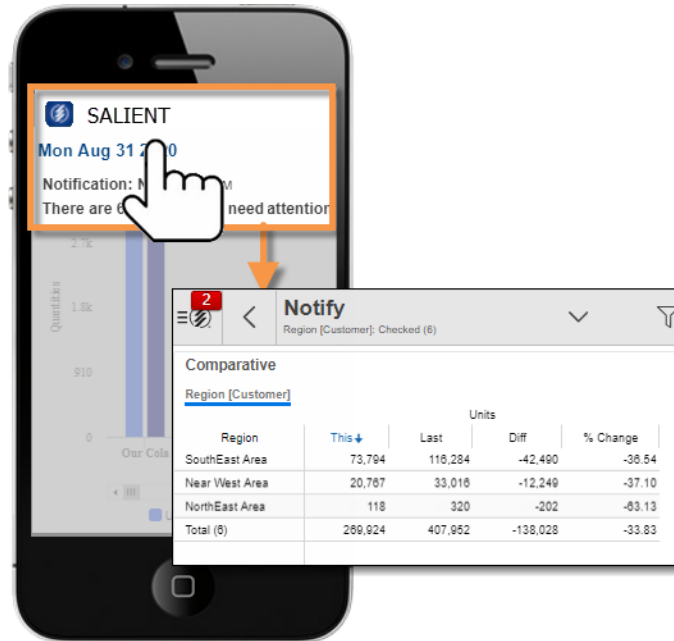 SALIENT
Mon Aug 31 2 0
Notification: N M
There are 6 need attention
2.7k
1.8k
910
0
Quantities
Our Cola
2
Notify
Region [Customer]: Checked (6)
Comparative
Region [Customer]
Units
Region This Last Diff % Change
SouthEast Area 73,794 116,284 -42,490 -36.54
Near West Area 20,767 33,016 -12,249 -37.10
NorthEast Area 118 320 -202 -63.13
Total (6) 269,924 407,952 -138,028 -33.83